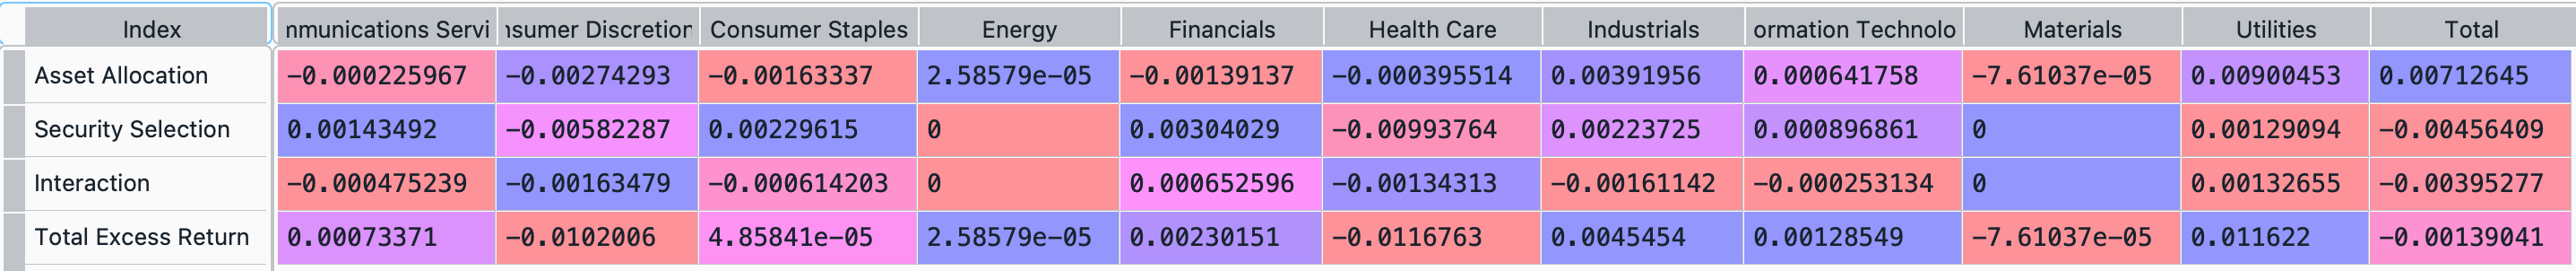 Index nmunications Servi nsumer Discretion Consumer Staples Energy Financials Health Care Industrials ormation Technolo Materials Utilities Total
Asset Allocation -0.000225967 -0.00274293 -0.00163337 2.58579e-05 -0.00139137 -0.000395514 0.00391956 0.000641758 -7.61037e-05 0.00900453 0.00712645
Security Selection 0.00143492 -0.00582287 0.00229615 0 0.00304029 -0.00993764 0.00223725 0.000896861 0 0.00129094 -0.00456409
Interaction -0.000475239 -0.00163479 -0.000614203 0 0.000652596 -0.00134313 -0.00161142 -0.000253134 0 0.00132655 -0.00395277
Total Excess Return 0.00073371 -0.0102006 4.85841e-05 2.58579e-05 0.00230151 -0.0116763 0.0045454 0.00128549 -7.61037e-05 0.011622 -0.00139041